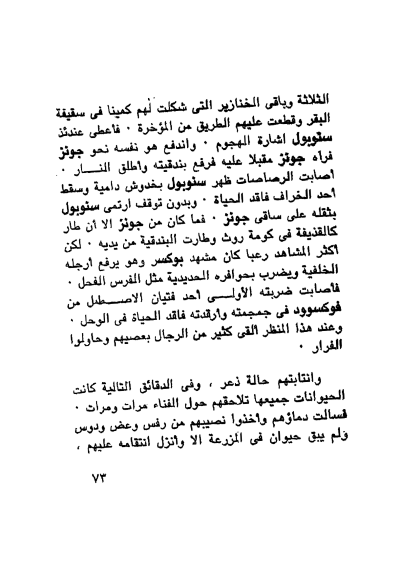 الثلاثة وباقى الخنازير التى شكلت لهم كمينا فى سقيفة
البقر وقطعت عليهم الطريق من المؤخرة . فأعطى عندئذ
سنوبول اشارة الهجوم . واندفع هو نفسه نحو جونز
فرآه جونز مقبلا عليه فرفع بندقيته وأطلق النـــار .
أصابت الرصاصات ظهر سنوبول بخدوش دامية وسقط
أحد الخراف فاقد الحياة . وبدون توقف ارتمى سنوبول
بثقله على ساقى جونز . فما كان من جونز الا أن طار
كالقذيفة فى كومة روث وطارت البندقية من يديه . لكن
أكثر المشاهد رعبا كان مشهد بوكسر وهو يرفع أرجله
الخلفية ويضرب بحوافره الحديدية مثل الفرس الفحل .
فأصابت ضربته الأولــى أحد فتيان الاصطبل من
فوكسوود فى جمجمته وأرقدته فاقد الحياة فى الوحل .
وعند هذا المنظر ألقى كثير من الرجال بعصيهم وحاولوا
الفرار .
وانتابتهم حالة ذعر ، وفى الدقائق التالية كانت
الحيوانات جميعها تلاحقهم حول الفناء مرات ومرات .
فسالت دماؤهم وأخذوا نصيبهم من رفس وعض ودوس
ولم يبق حيوان فى المزرعة الا وأنزل انتقامه عليهم ،
٧٣